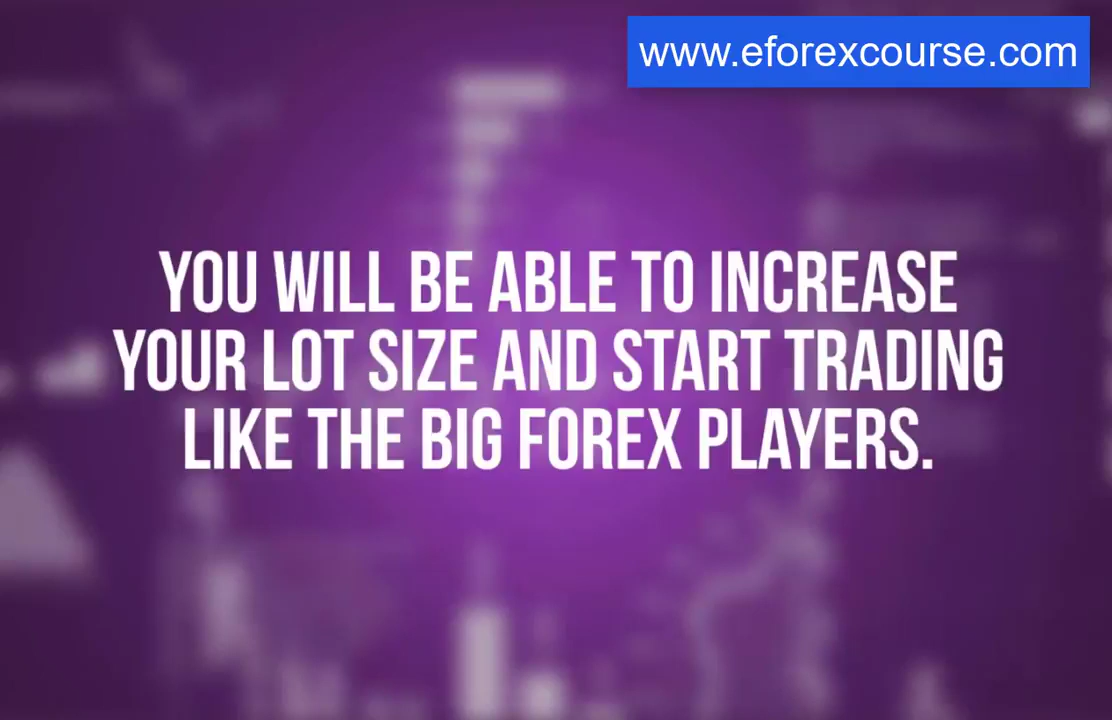 www.eforexcourse.com
YOU WILL BE ABLE TO INCREASE
YOUR LOT SIZE AND START TRADING
LIKE THE BIG FOREX PLAYERS.